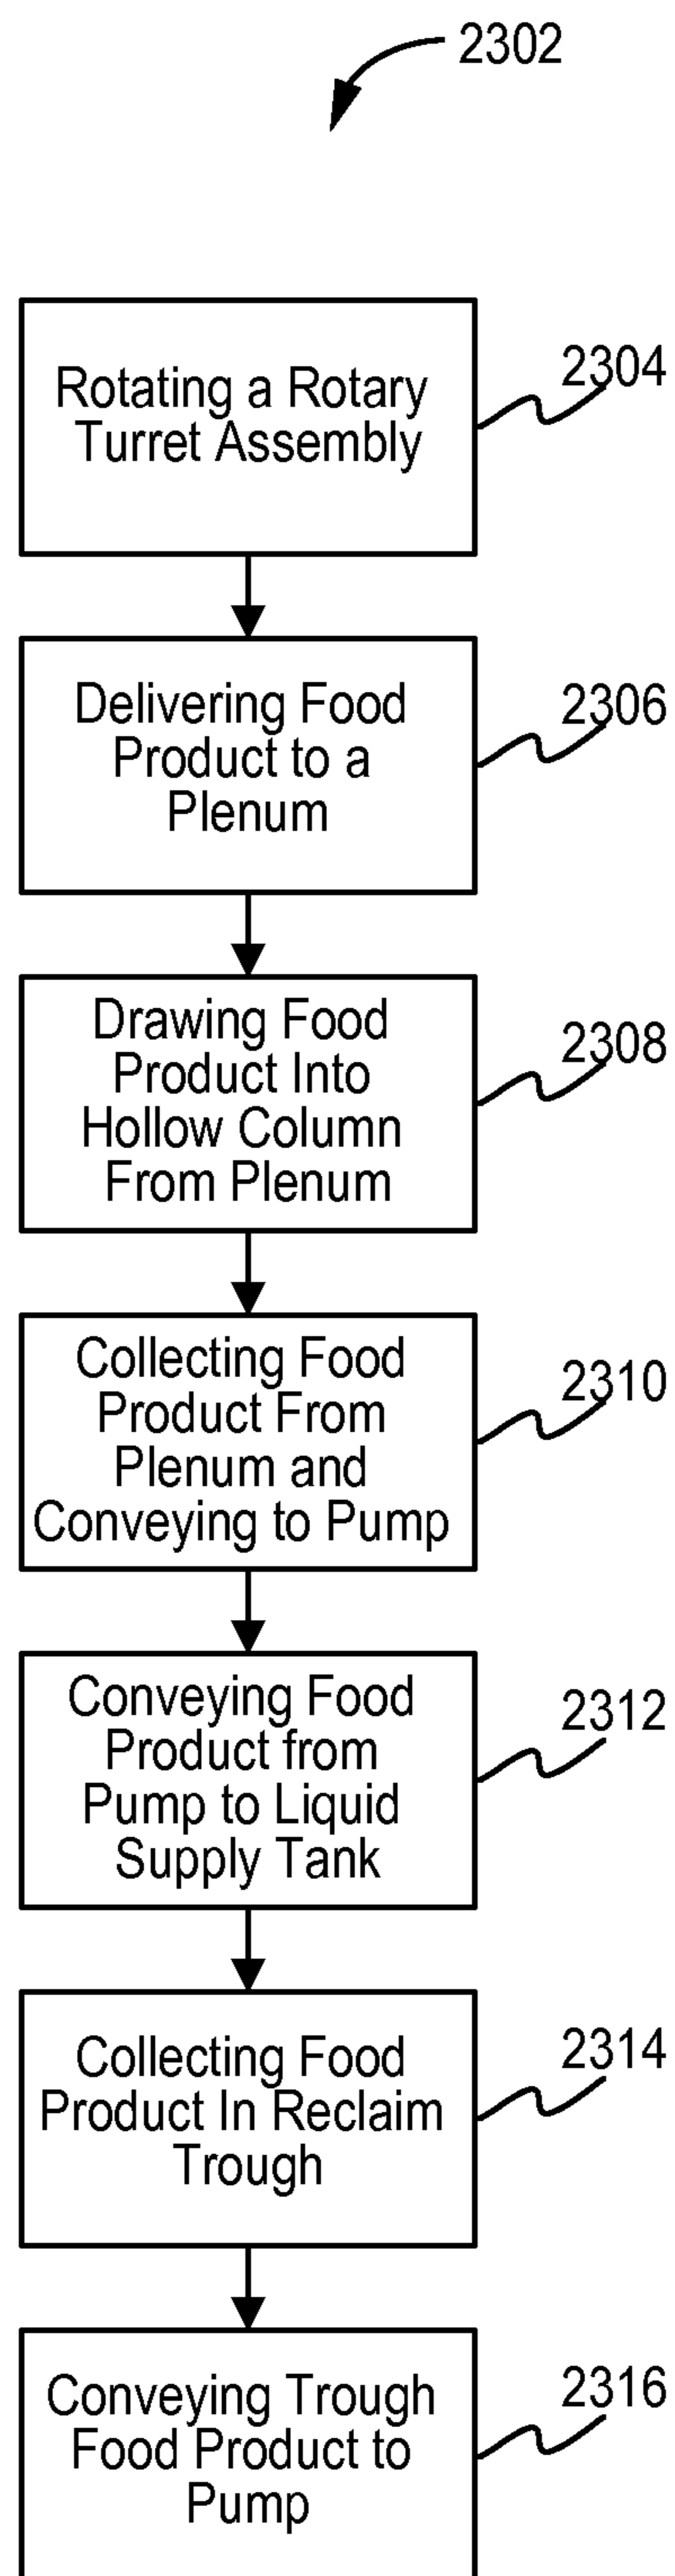 2302
Rotating a Rotary
Turret Assembly
2304
Delivering Food
Product to a
Plenum
2306
Drawing Food
Product Into
Hollow Column
From Plenum
2308
Collecting Food
Product From
Plenum and
Conveying to Pump
2310
Conveying Food
Product from
Pump to Liquid
Supply Tank
2312
Collecting Food
Product In Reclaim
Trough
2314
Conveying Trough
Food Product to
Pump
2316